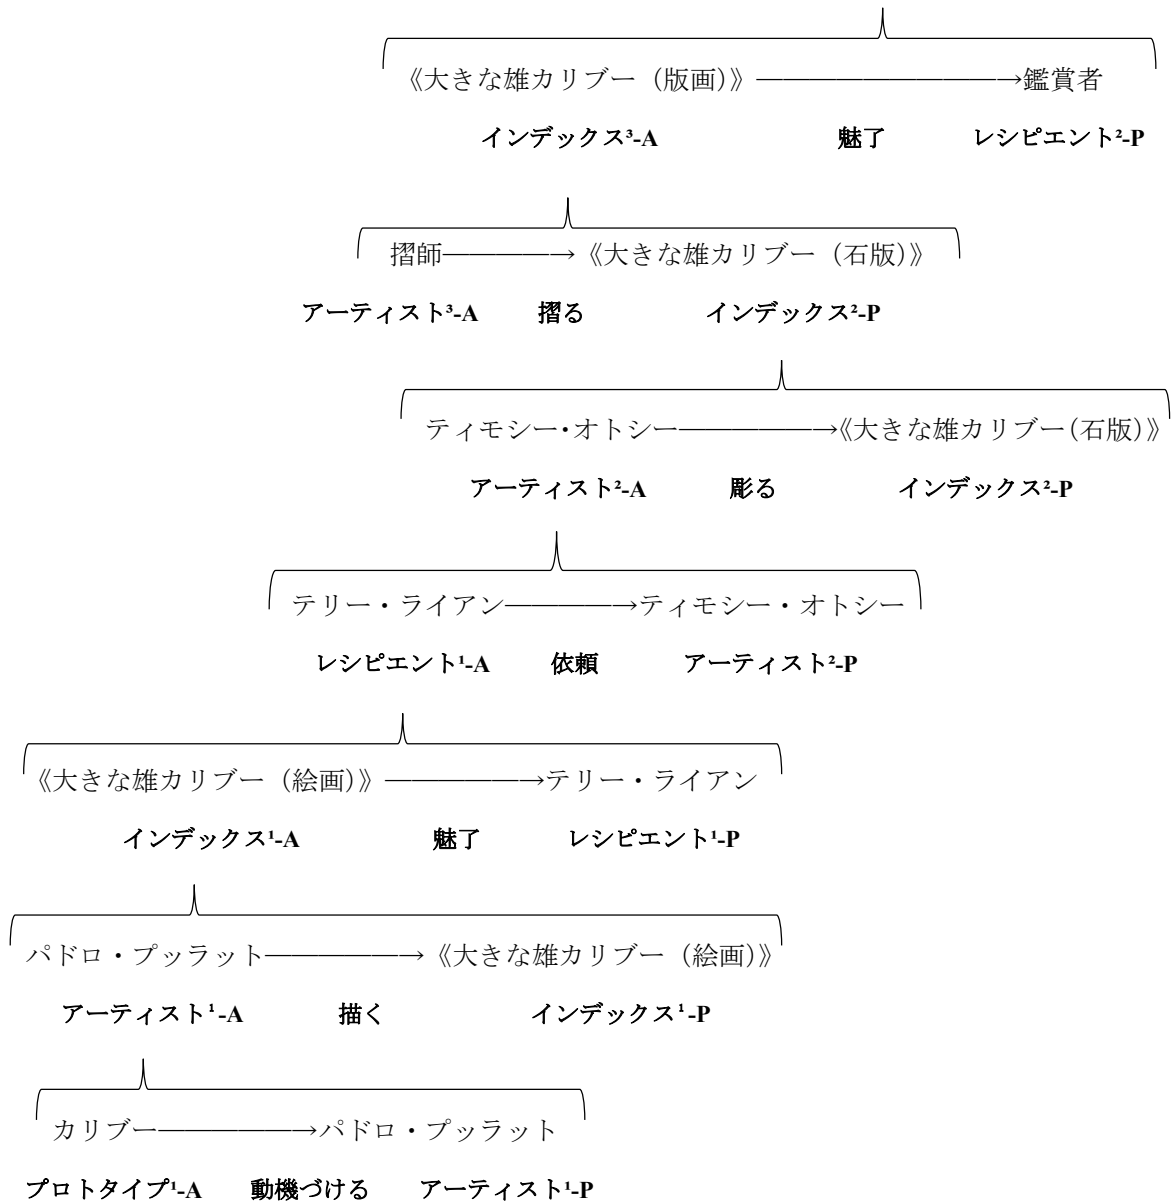 《大きな雄カリブー（版画）》――――――――――→鑑賞者
インデックス³-A 魅了 レシピエント²-P
摺師―――――→《大きな雄カリブー（石版）》
アーティスト³-A 摺る インデックス²-P
ティモシー・オトシー――――――→《大きな雄カリブー（石版）》
アーティスト²-A 彫る インデックス²-P
テリー・ライアン―――――→ティモシー・オトシー
レシピエント¹-A 依頼 アーティスト²-P
《大きな雄カリブー（絵画）》――――――→テリー・ライアン
インデックス¹-A 魅了 レシピエント¹-P
パドロ・プッラット――――――→《大きな雄カリブー（絵画）》
アーティスト¹-A 描く インデックス¹-P
カリブー――――――→パドロ・プッラット
プロトタイプ¹-A 動機づける アーティスト¹-P